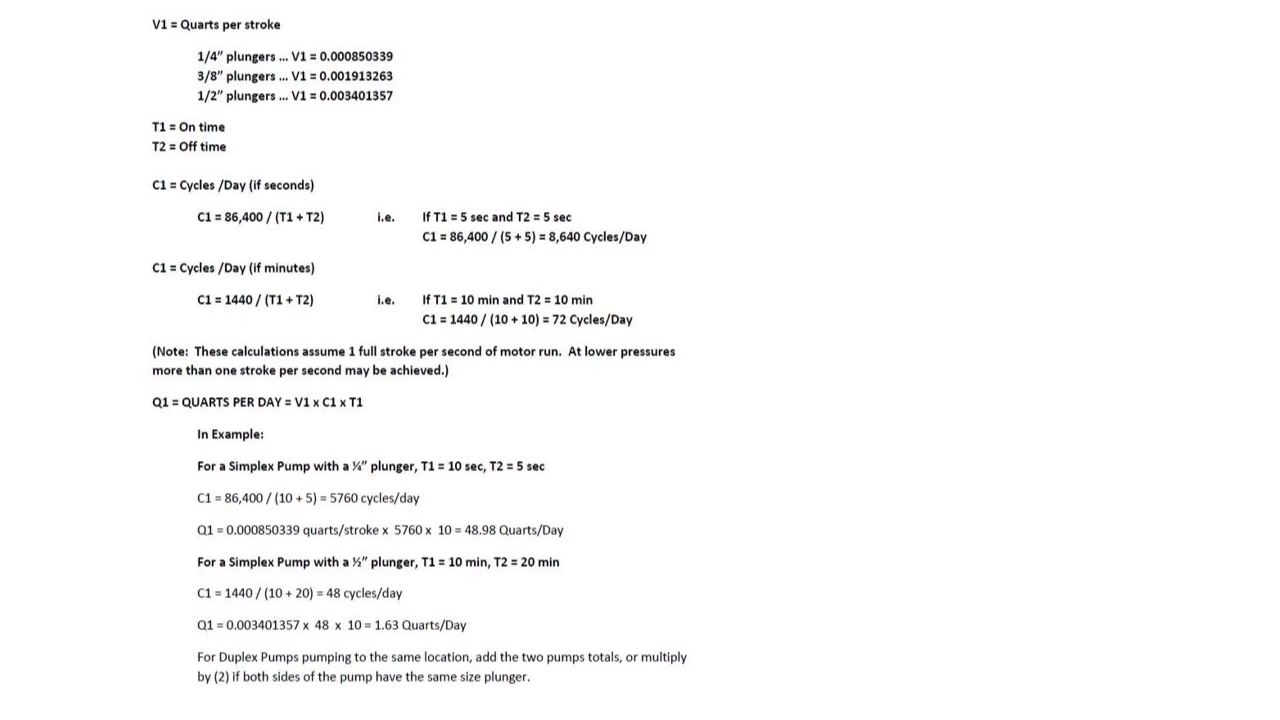 V1 = Quarts per stroke
1/4” plungers ... V1 = 0.000850339
3/8” plungers ... V1 = 0.001913263
1/2” plungers ... V1 = 0.003401357
T1 = On time
T2 = Off time
C1 = Cycles /Day (if seconds)
C1 = 86,400 / (T1 + T2) i.e. If T1 = 5 sec and T2 = 5 sec
C1 = 86,400 / (5 + 5) = 8,640 Cycles/Day
C1 = Cycles /Day (if minutes)
C1 = 1440 / (T1 + T2) i.e. If T1 = 10 min and T2 = 10 min
C1 = 1440 / (10 + 10) = 72 Cycles/Day
(Note: These calculations assume 1 full stroke per second of motor run. At lower pressures
more than one stroke per second may be achieved.)
Q1 = QUARTS PER DAY = V1 x C1 x T1
In Example:
For a Simplex Pump with a ¼” plunger, T1 = 10 sec, T2 = 5 sec
C1 = 86,400 / (10 + 5) = 5760 cycles/day
Q1 = 0.000850339 quarts/stroke x 5760 x 10 = 48.98 Quarts/Day
For a Simplex Pump with a ½” plunger, T1 = 10 min, T2 = 20 min
C1 = 1440 / (10 + 20) = 48 cycles/day
Q1 = 0.003401357 x 48 x 10 = 1.63 Quarts/Day
For Duplex Pumps pumping to the same location, add the two pumps totals, or multiply
by (2) if both sides of the pump have the same size plunger.